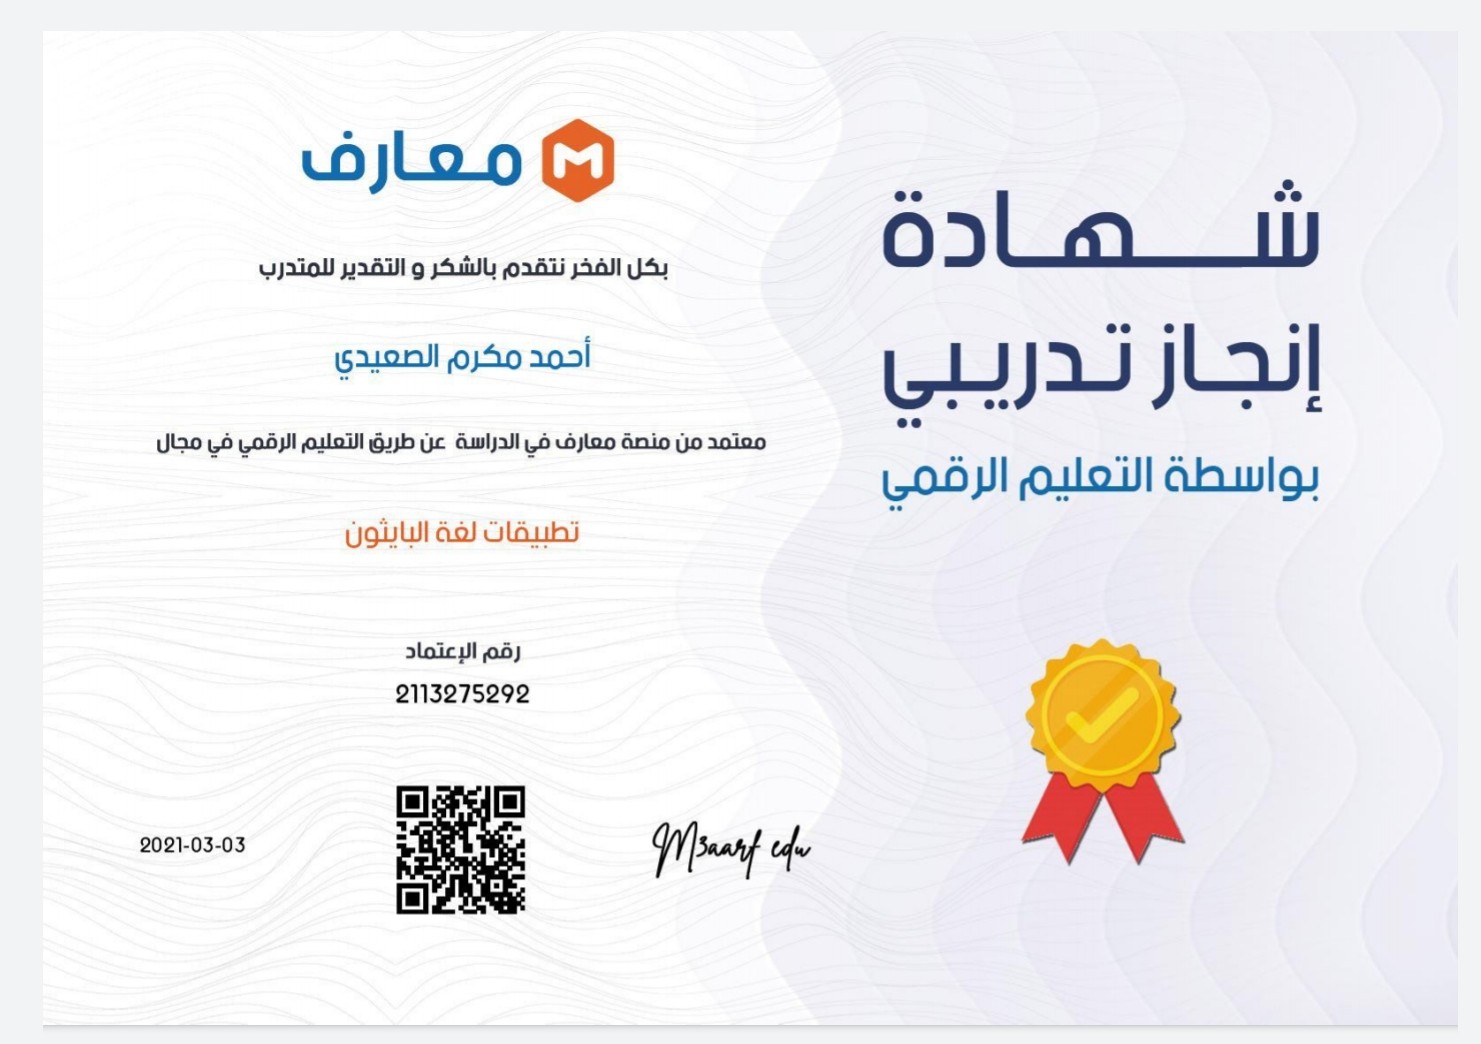 شهادة
إنجاز تدريبي
بواسطة التعليم الرقمي
معارف
بكل الفخر نتقدم بالشكر و التقدير للمتدرب
أحمد مكرم الصعيدي
معتمد من منصة معارف في الدراسة عن طريق التعليم الرقمي في مجال
تطبيقات لغة البايثون
رقم الإعتماد
2113275292
2021-03-03
M3aarf edu